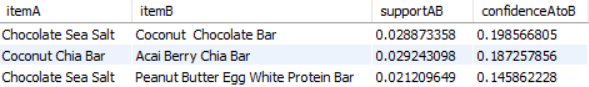 itemA itemB supportAB confidenceAtoB
Chocolate Sea Salt Coconut  Chocolate Bar 0.028873358 0.198566805
Coconut Chia Bar Acai Berry Chia Bar 0.029243098 0.187257856
Chocolate Sea Salt Peanut Butter Egg White Protein Bar 0.021209649 0.145862228